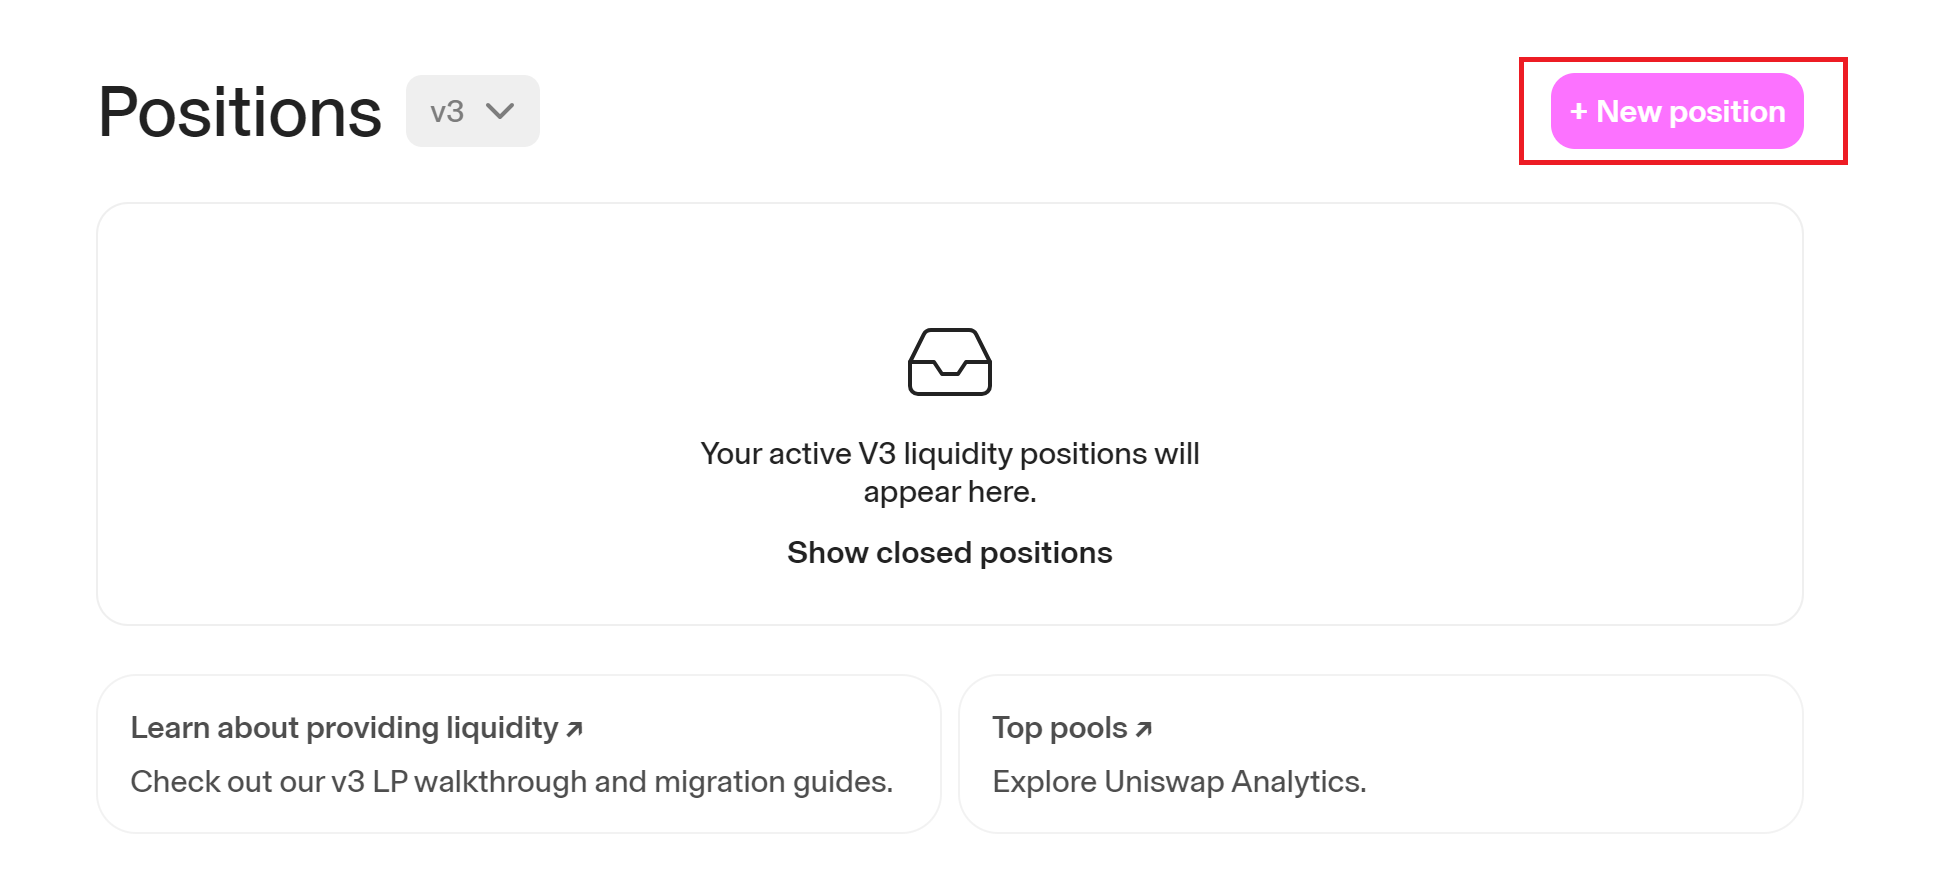 Positions
v3
+ New position
Your active V3 liquidity positions will
appear here.
Show closed positions
Learn about providing liquidity ↗
Check out our v3 LP walkthrough and migration guides.
Top pools ↗
Explore Uniswap Analytics.